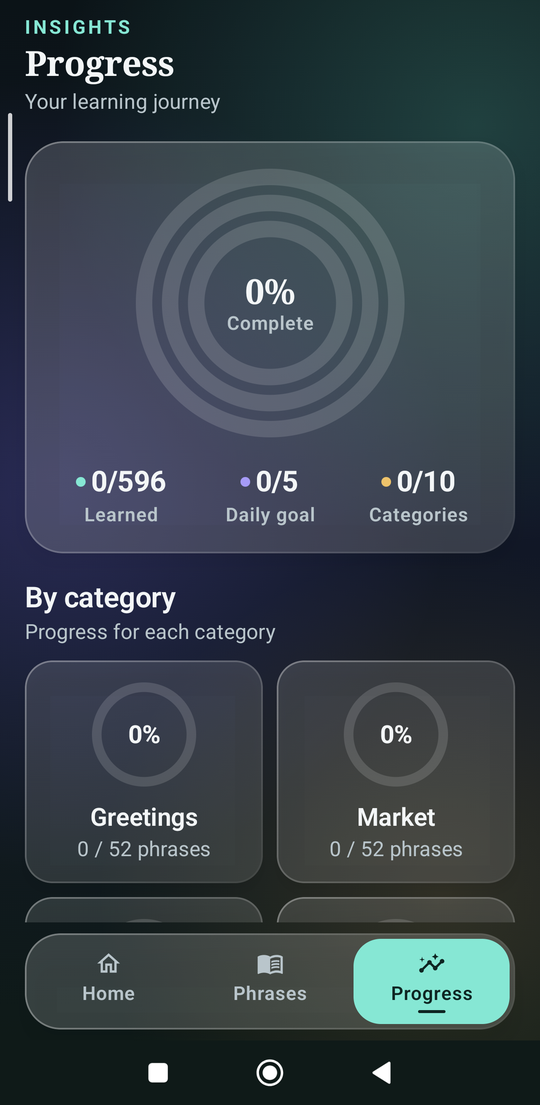 INSIGHTS
Progress
Your learning journey
0%
Complete
0/596 0/5 0/10
Learned Daily goal Categories
By category
Progress for each category
0% 0%
Greetings Market
0 / 52 phrases 0 / 52 phrases
Home Phrases Progress